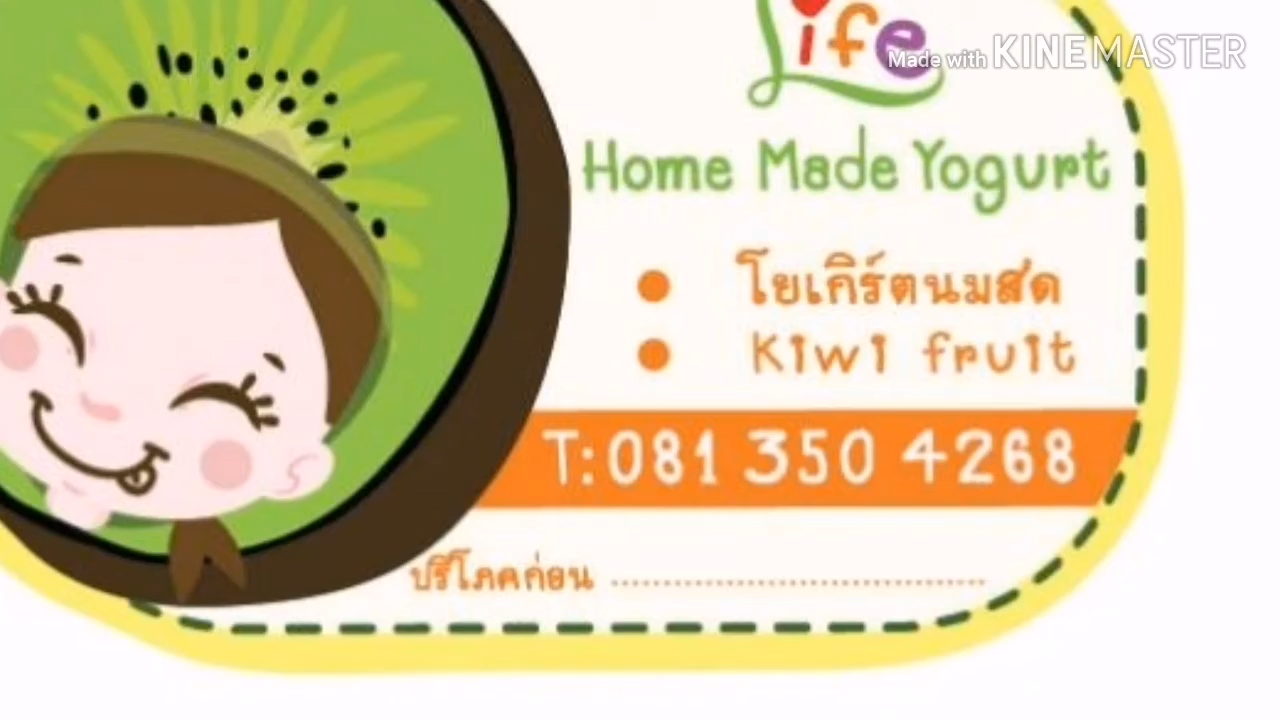 Life
Made with KINEMASTER
Home Made Yogurt
● โยเกิร์ตนมสด
● Kiwi fruit
T: 081 350 4268
บริโภคก่อน ........................................................